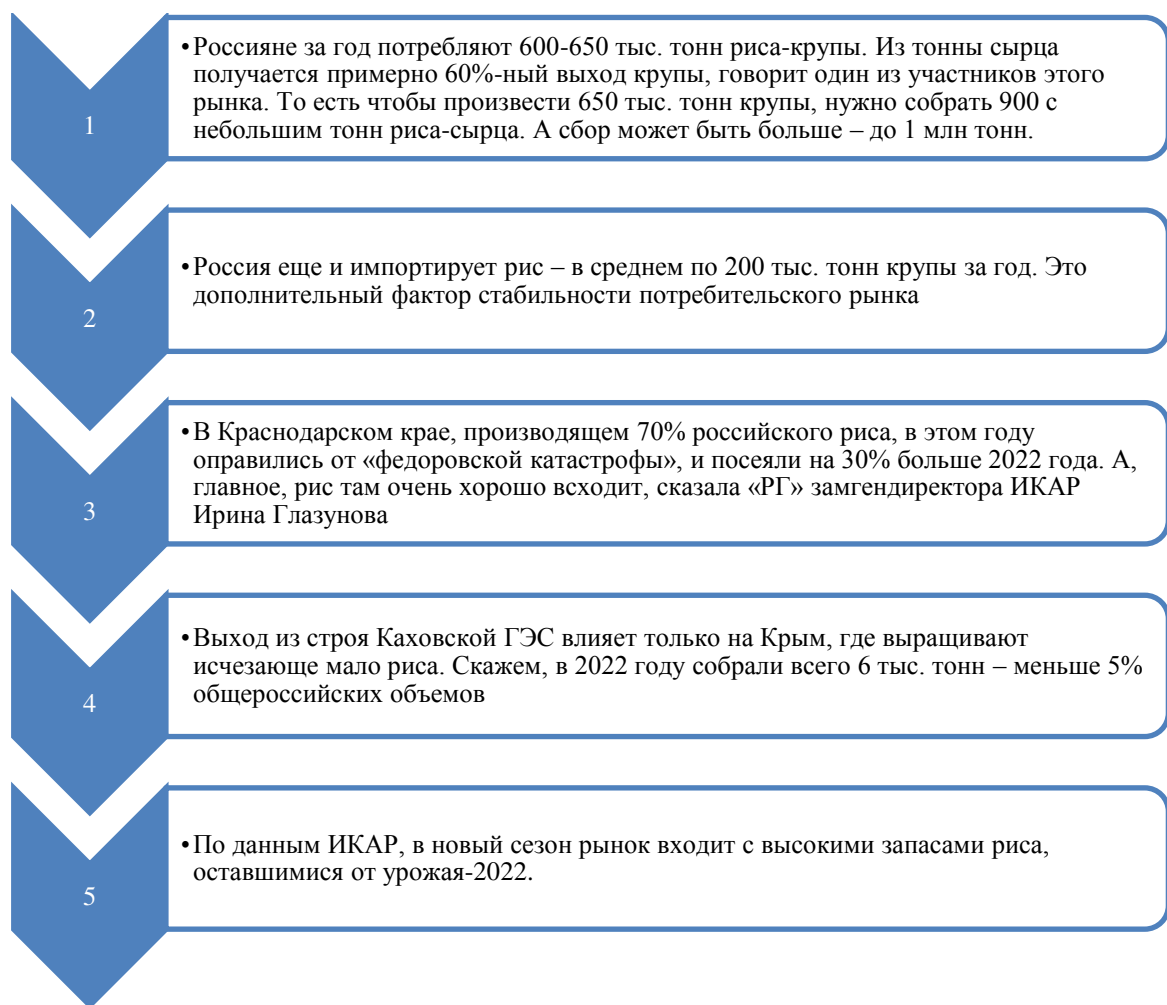 1
•Россияне за год потребляют 600-650 тыс. тонн риса-крупы. Из тонны сырца
получается примерно 60%-ный выход крупы, говорит один из участников этого
рынка. То есть чтобы произвести 650 тыс. тонн крупы, нужно собрать 900 с
небольшим тонн риса-сырца. А сбор может быть больше – до 1 млн тонн.
2
•Россия еще и импортирует рис – в среднем по 200 тыс. тонн крупы за год. Это
дополнительный фактор стабильности потребительского рынка
3
•В Краснодарском крае, производящем 70% российского риса, в этом году
оправились от «федоровской катастрофы», и посеяли на 30% больше 2022 года. А,
главное, рис там очень хорошо всходит, сказала «РГ» замгендиректора ИКАР
Ирина Глазунова
4
•Выход из строя Каховской ГЭС влияет только на Крым, где выращивают
исчезающе мало риса. Скажем, в 2022 году собрали всего 6 тыс. тонн – меньше 5%
общероссийских объемов
5
•По данным ИКАР, в новый сезон рынок входит с высокими запасами риса,
оставшимися от урожая-2022.